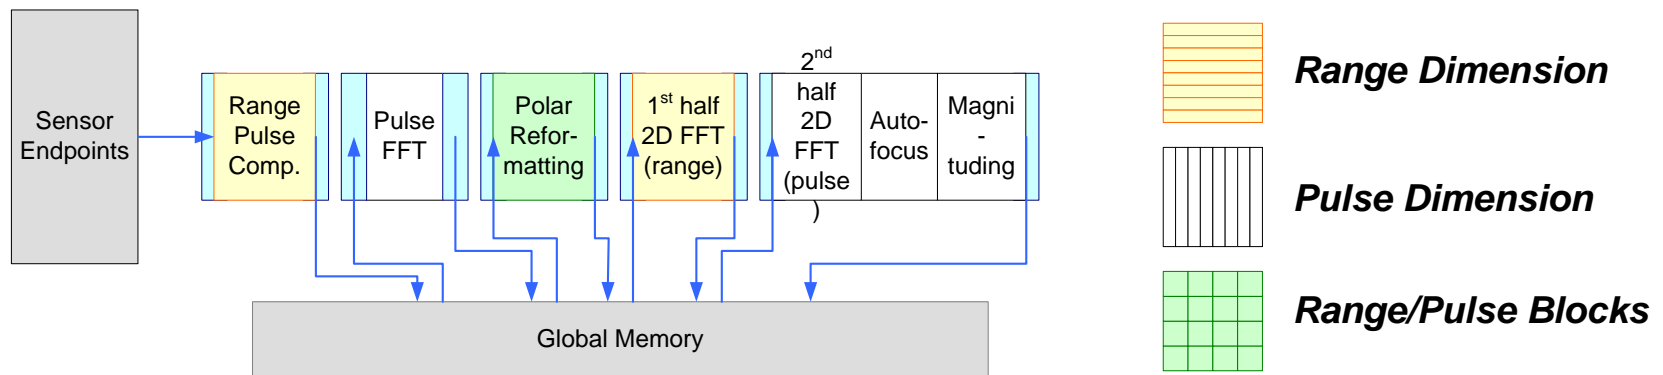 Sensor
Endpoints
Range
Pulse
Comp.
Pulse
FFT
Polar
Refor-
matting
1st half
2D FFT
(range)
2nd
half
2D
FFT
(pulse
)
Auto-
focus
Magni
-
tuding
Global Memory
Range Dimension
Pulse Dimension
Range/Pulse Blocks